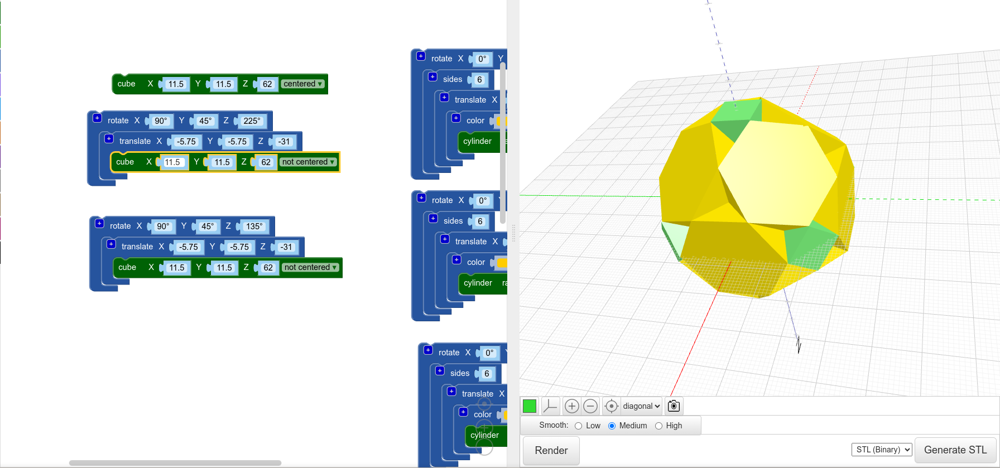 cube X 11.5 Y 11.5 Z 62 centered ▾
rotate X 90° Y 45° Z 225°
translate X -5.75 Y -5.75 Z -31
cube X 11.5 Y 11.5 Z 62 not centered ▾
rotate X 90° Y 45° Z 135°
translate X -5.75 Y -5.75 Z -31
cube X 11.5 Y 11.5 Z 62 not centered ▾
rotate X 0° Y
sides 6
translate X
color
cylinder
rotate X 0°
sides 6
translate X
color
cylinder ra
rotate X 0°
sides 6
translate X
color
cylinder
diagonal
Smooth: Low Medium High
Render
STL (Binary)
Generate STL